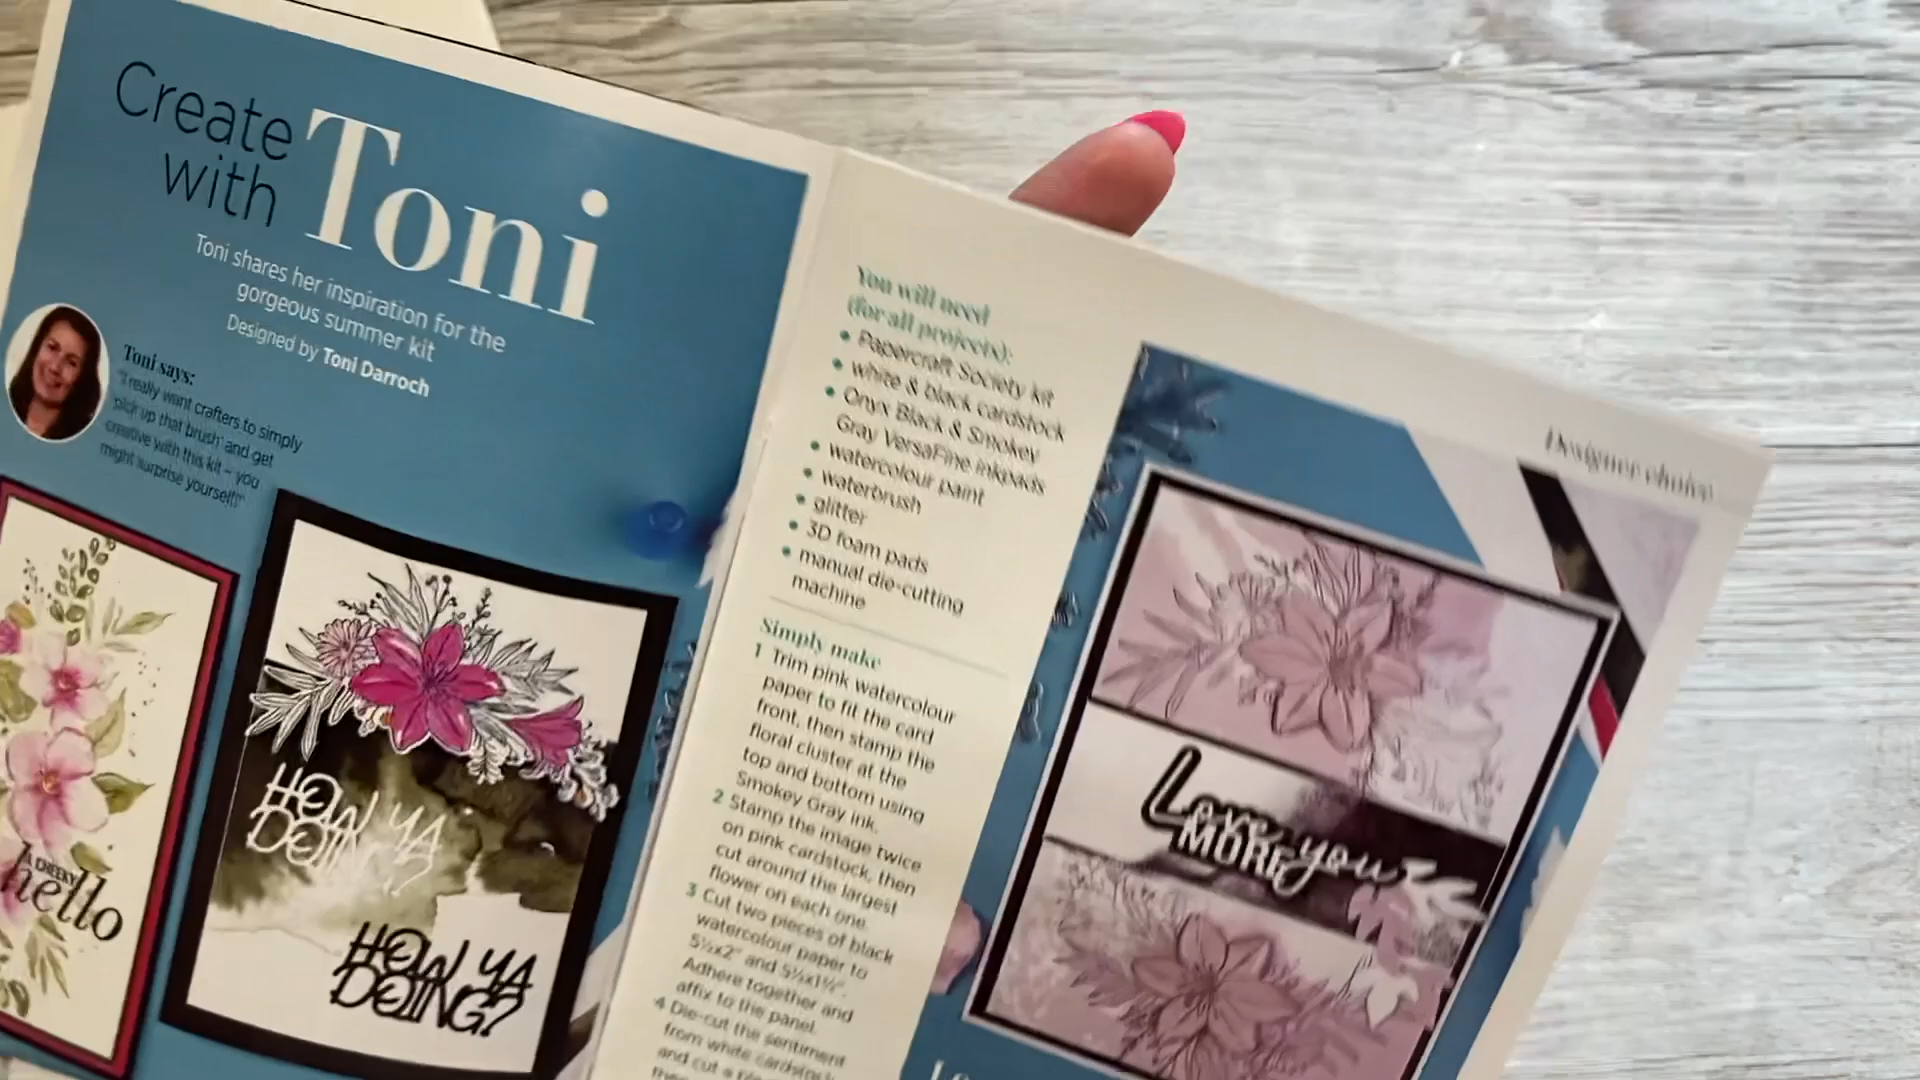 Create
with Toni
Toni shares her inspiration for the
gorgeous summer kit
Designed by Toni Darroch
Toni says:
"I really want crafters to simply
pick up that brush and get
creative with this kit – you
might surprise yourself!"
A CHEEKY
hello
HOW YA
DOING?
HOW YA
DOING?
You will need
(for all projects):
• Papercraft Society kit
• white & black cardstock
• Onyx Black & Smokey
Gray VersaFine inkpads
• watercolour paint
• waterbrush
• glitter
• 3D foam pads
• manual die-cutting
machine
Simply make
1 Trim pink watercolour
paper to fit the card
front, then stamp the
floral cluster at the
top and bottom using
Smokey Gray ink.
2 Stamp the image twice
on pink cardstock, then
cut around the largest
flower on each one.
3 Cut two pieces of black
watercolour paper to
5½x2" and 5½x1½".
Adhere together and
affix to the panel.
4 Die-cut the sentiment
from white cardstock
and cut a
Designer choice
Love you
MORE